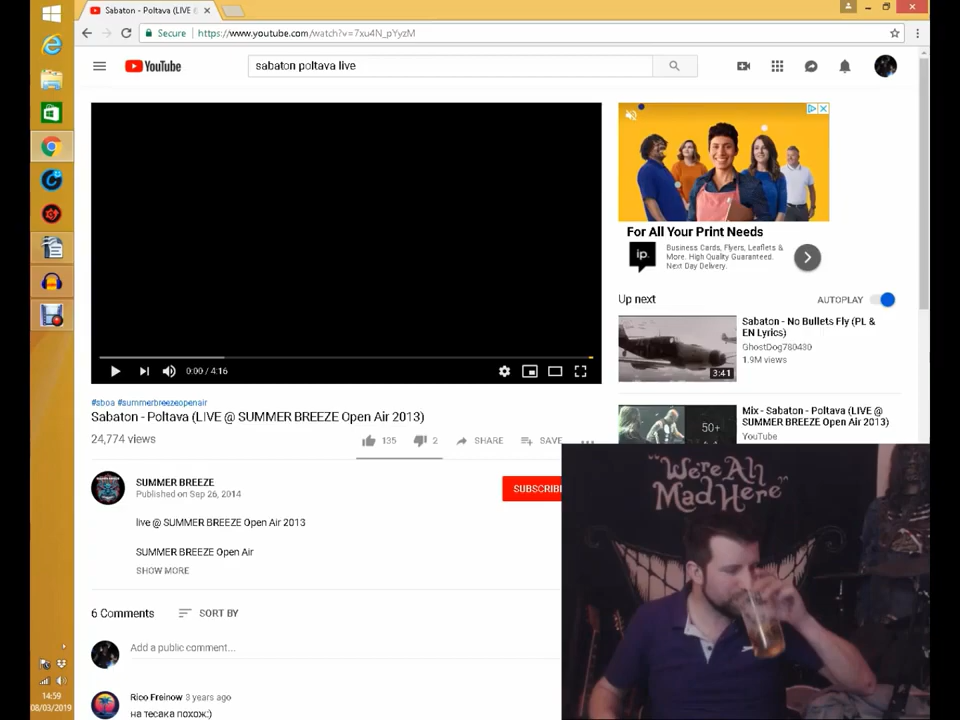 Sabaton - Poltava (LIVE
Secure
https://www.youtube.com/watch?v=7xu4N_pYyzM
YouTube
sabaton poltava live
For All Your Print Needs
ip.
Business Cards, Flyers, Leaflets &
More. High Quality Guaranteed.
Next Day Delivery.
Up next
AUTOPLAY
Sabaton - No Bullets Fly (PL &
EN Lyrics)
GhostDog780430
1.9M views
3:41
0:00 / 4:16
#sboa #summerbreezeopenair
Sabaton - Poltava (LIVE @ SUMMER BREEZE Open Air 2013)
24,774 views
135
2
SHARE
SAVE
Mix - Sabaton - Poltava (LIVE @
SUMMER BREEZE Open Air 2013)
YouTube
50+
SUMMER BREEZE
Published on Sep 26, 2014
SUBSCRIBE
live @ SUMMER BREEZE Open Air 2013
SUMMER BREEZE Open Air
SHOW MORE
6 Comments
SORT BY
Add a public comment...
Rico Freinow 3 years ago
на тесака похож:)
"We're All
Mad Here"
14:59
08/03/2019